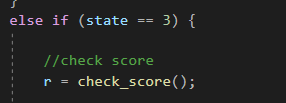 }
else if (state == 3) {
//check score
r = check_score();